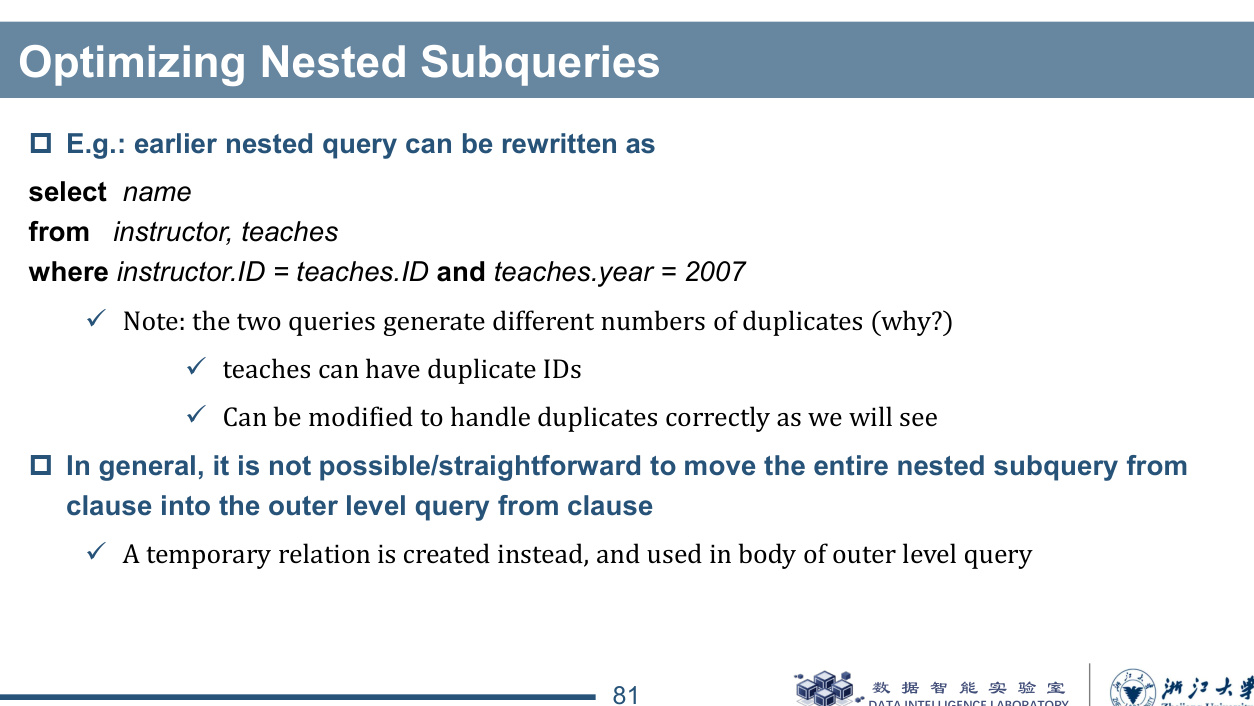 Optimizing Nested Subqueries
E.g.: earlier nested query can be rewritten as
select name
from instructor, teaches
where instructor.ID = teaches.ID and teaches.year = 2007
Note: the two queries generate different numbers of duplicates (why?)
teaches can have duplicate IDs
Can be modified to handle duplicates correctly as we will see
In general, it is not possible/straightforward to move the entire nested subquery from
clause into the outer level query from clause
A temporary relation is created instead, and used in body of outer level query
81
数据智能实验室
DATA INTELLIGENCE LABORATORY
浙江大学